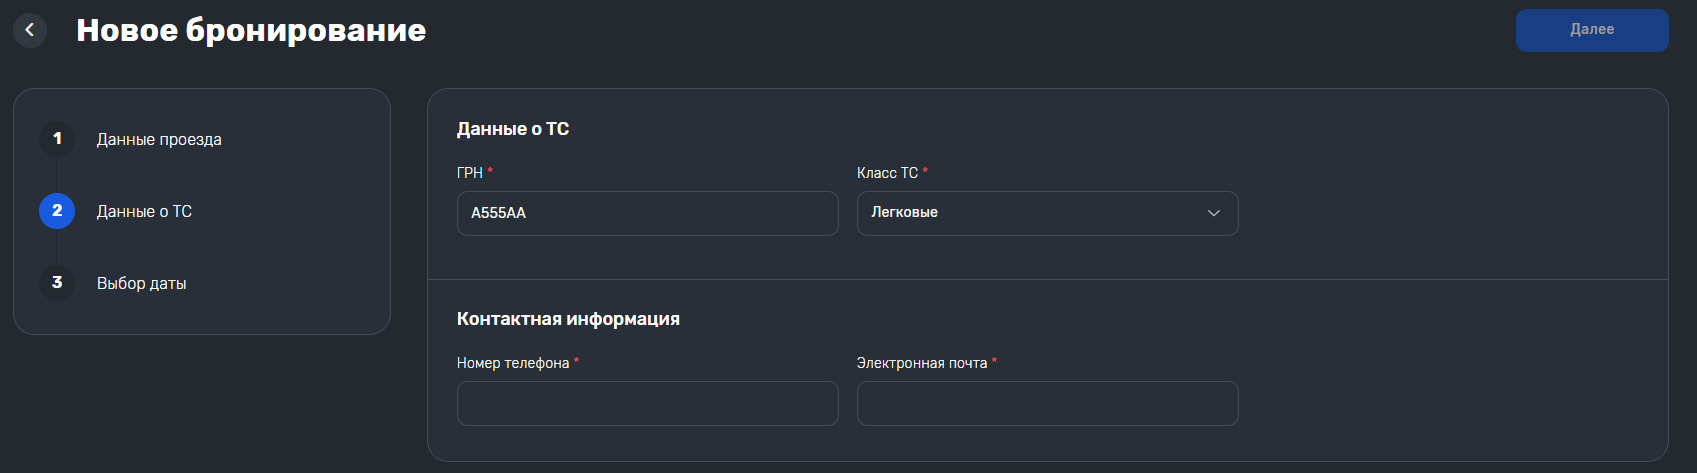 Новое бронирование
Далее
1 Данные проезда
2 Данные о ТС
3 Выбор даты
Данные о ТС
ГРН * Класс ТС *
А555АА Легковые
Контактная информация
Номер телефона * Электронная почта *